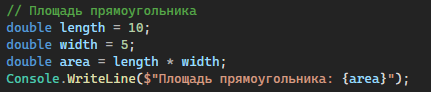 // Площадь прямоугольника
double length = 10;
double width = 5;
double area = length * width;
Console.WriteLine($"Площадь прямоугольника: {area}");